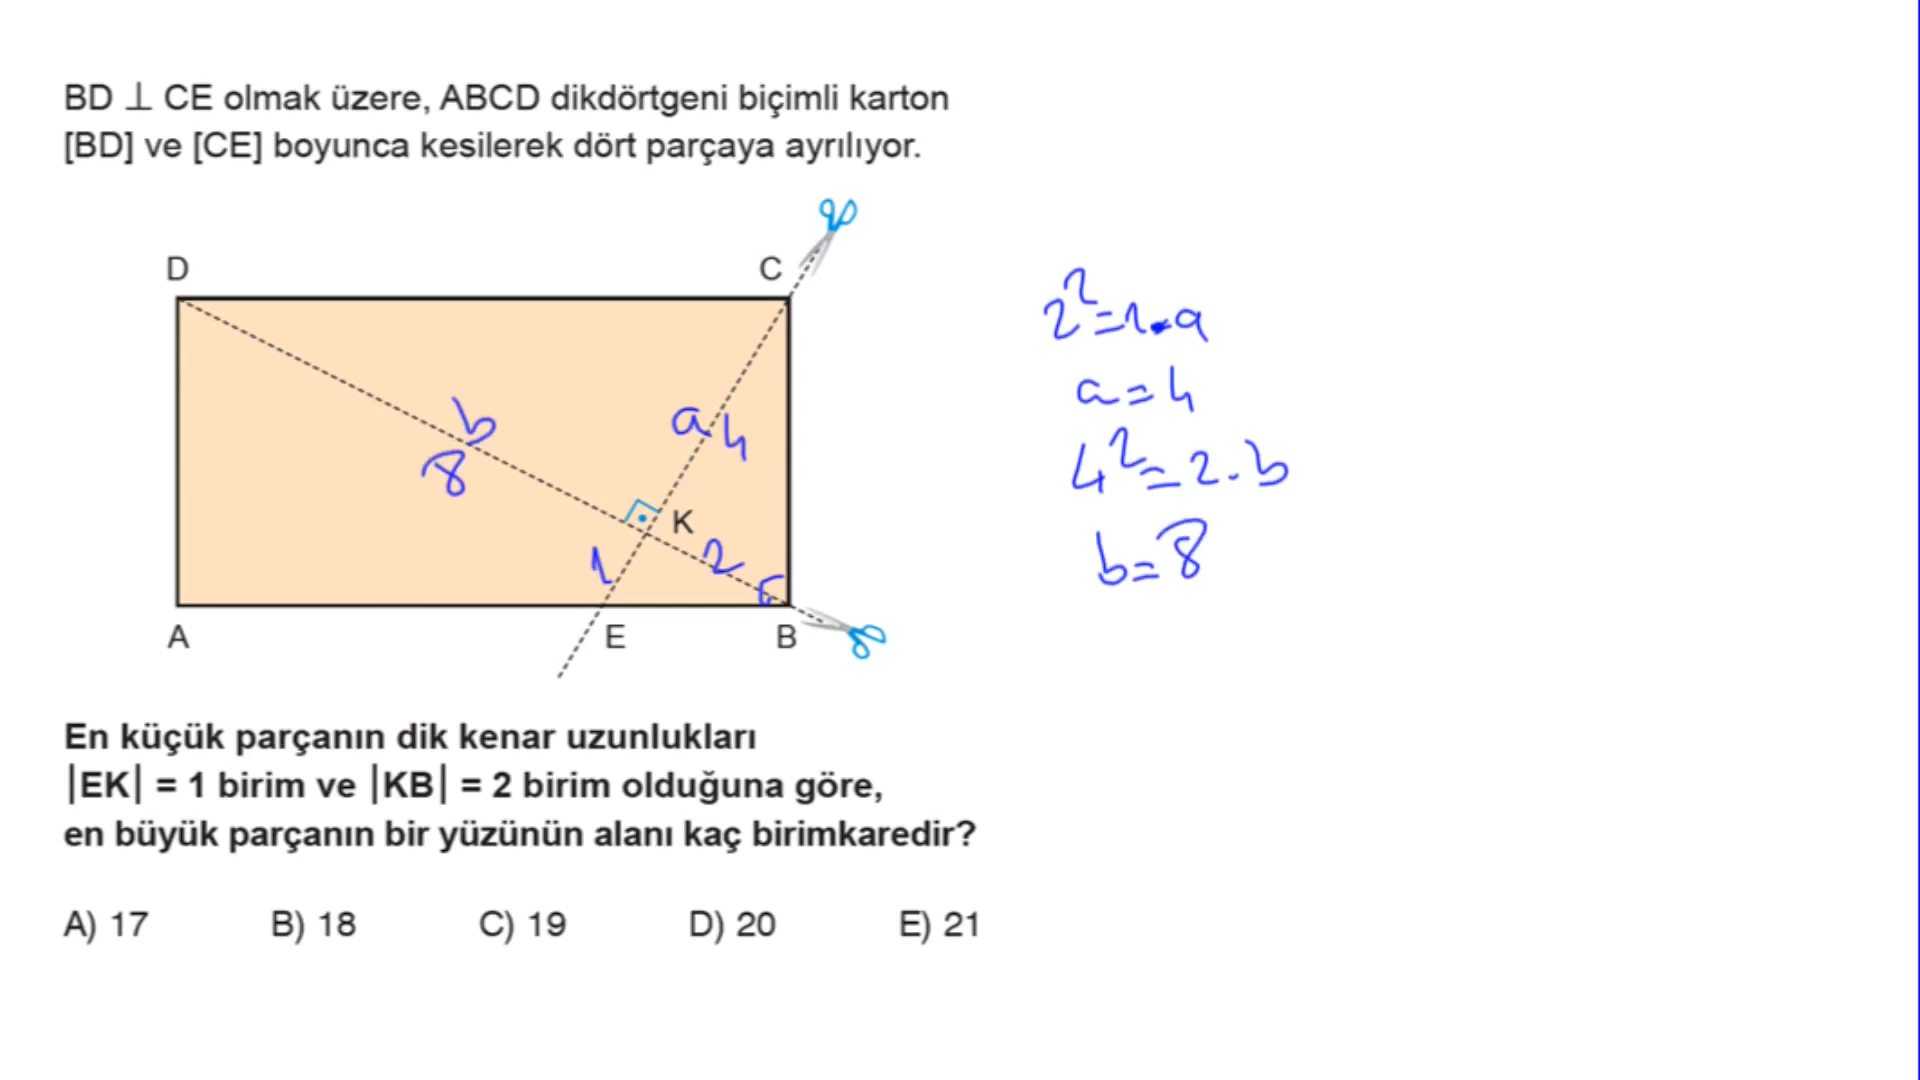 BD ⊥ CE olmak üzere, ABCD dikdörtgeni biçimli karton
[BD] ve [CE] boyunca kesilerek dört parçaya ayrılıyor.
D
C
b
8
a
4
K
1
2
A
E
B
2² = 1·a
a = 4
4² = 2·b
b = 8
En küçük parçanın dik kenar uzunlukları
|EK| = 1 birim ve |KB| = 2 birim olduğuna göre,
en büyük parçanın bir yüzünün alanı kaç birimkaredir?
A) 17 B) 18 C) 19 D) 20 E) 21